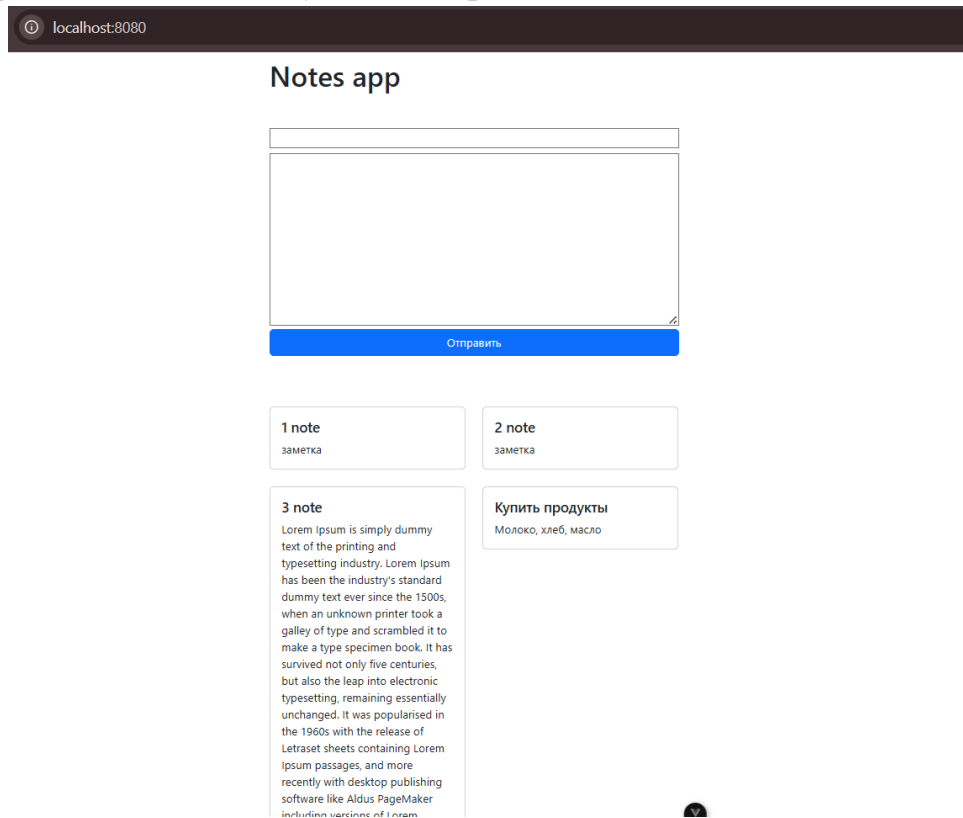 localhost:8080
Notes app
Отправить
1 note
заметка
2 note
заметка
3 note
Lorem Ipsum is simply dummy
text of the printing and
typesetting industry. Lorem Ipsum
has been the industry's standard
dummy text ever since the 1500s,
when an unknown printer took a
galley of type and scrambled it to
make a type specimen book. It has
survived not only five centuries,
but also the leap into electronic
typesetting, remaining essentially
unchanged. It was popularised in
the 1960s with the release of
Letraset sheets containing Lorem
Ipsum passages, and more
recently with desktop publishing
software like Aldus PageMaker
including versions of Lorem
Купить продукты
Молоко, хлеб, масло